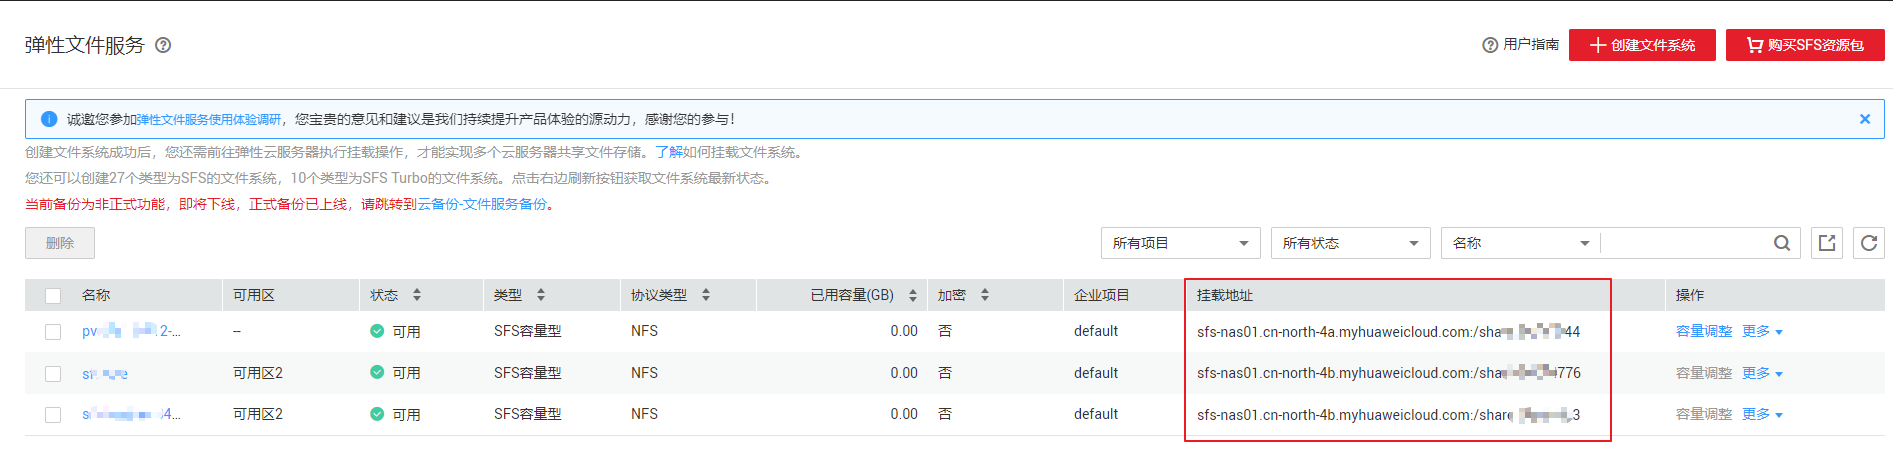 弹性文件服务 ?
? 用户指南
创建文件系统
购买SFS资源包
诚邀您参加弹性文件服务使用体验调研，您宝贵的意见和建议是我们持续提升产品体验的源动力，感谢您的参与！
创建文件系统成功后，您还需前往弹性云服务器执行挂载操作，才能实现多个云服务器共享文件存储。了解如何挂载文件系统。
您还可以创建27个类型为SFS的文件系统，10个类型为SFS Turbo的文件系统。点击右边刷新按钮获取文件系统最新状态。
当前备份为非正式功能，即将下线，正式备份已上线，请跳转到云备份-文件服务备份。
删除 所有项目 所有状态 名称
名称 可用区 状态 类型 协议类型 已用容量(GB) 加密 企业项目 挂载地址 操作
pv 2-... -- 可用 SFS容量型 NFS 0.00 否 default sfs-nas01.cn-north-4a.myhuaweicloud.com:/sha 44 容量调整 更多
s e 可用区2 可用 SFS容量型 NFS 0.00 否 default sfs-nas01.cn-north-4b.myhuaweicloud.com:/sha 776 容量调整 更多
s 4... 可用区2 可用 SFS容量型 NFS 0.00 否 default sfs-nas01.cn-north-4b.myhuaweicloud.com:/share 3 容量调整 更多